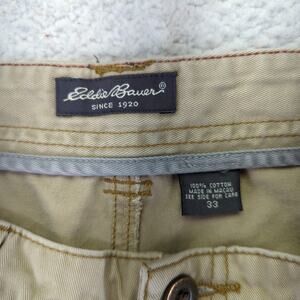 Eddie Bauer®
SINCE 1920
100% COTTON
MADE IN MACAU
SEE SIDE FOR CARE
33